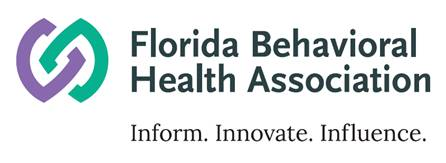 Florida Behavioral
Health Association
Inform. Innovate. Influence.